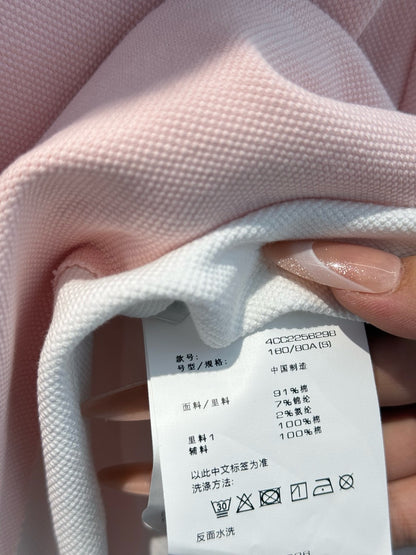 款号: 4CC2258298
号型/规格: 160/80A(S)
中国制造
面料/里料 91%棉
7%锦纶
2%氨纶
里料1 100%棉
辅料 100%棉
以此中文标签为准
洗涤方法:
30
反面水洗